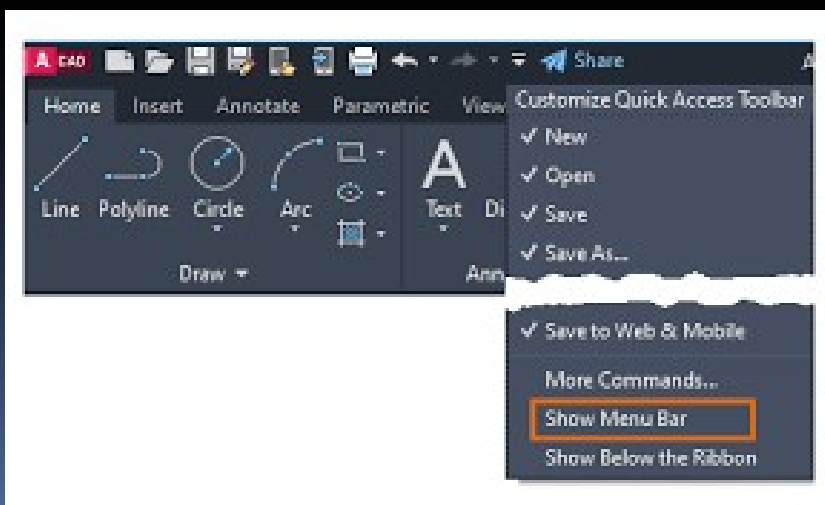 A CAD Share
Home Insert Annotate Parametric View
Customize Quick Access Toolbar
✓ New
✓ Open
✓ Save
✓ Save As...
Line Polyline Circle Arc
A
Text
Draw
✓ Save to Web & Mobile
More Commands...
Show Menu Bar
Show Below the Ribbon